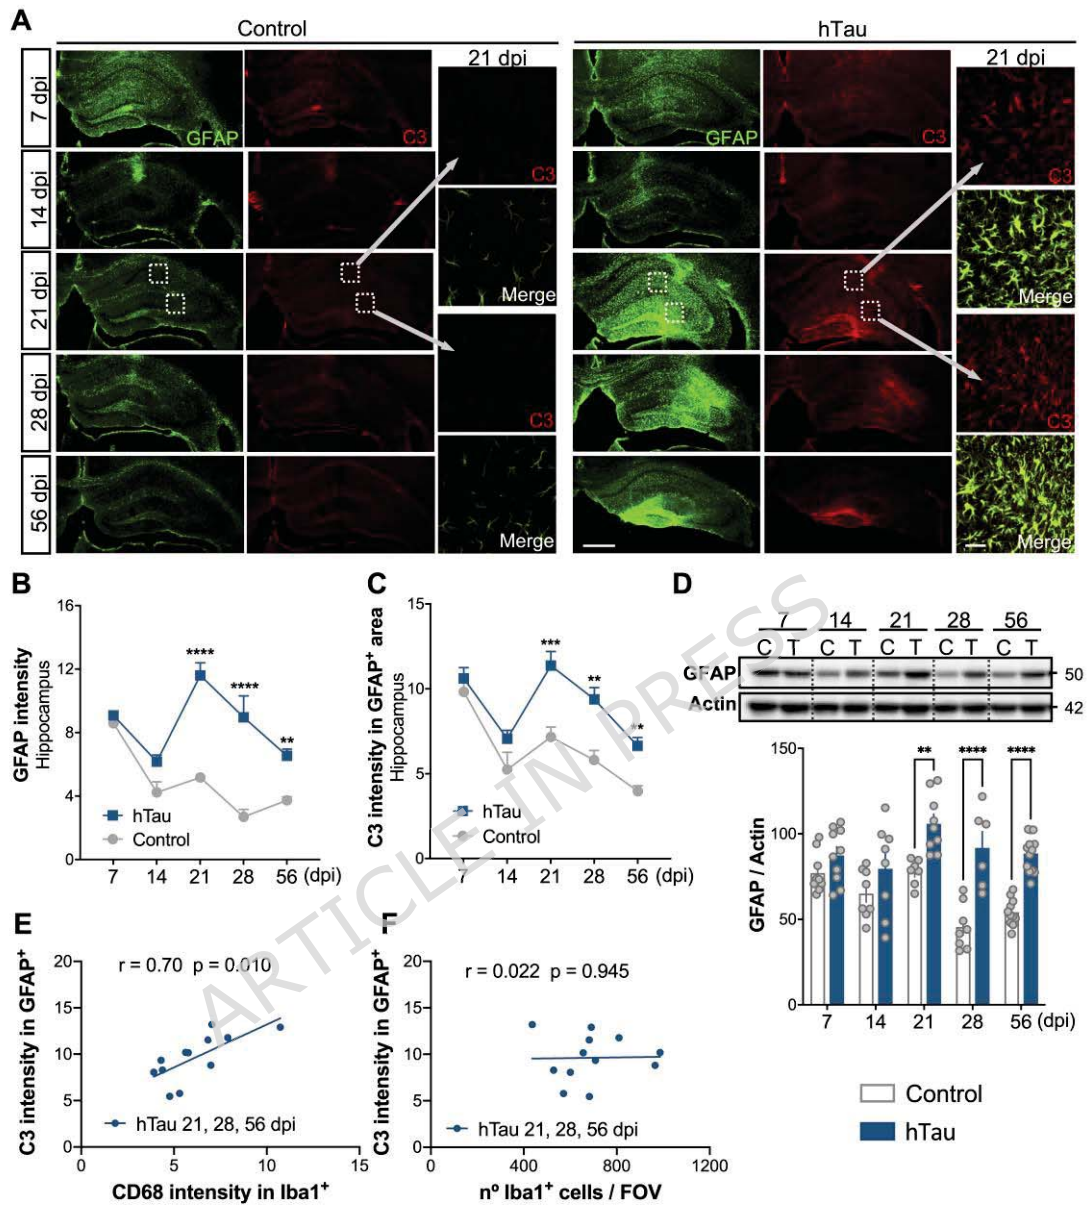 A
Control
hTau
7 dpi
14 dpi
21 dpi
28 dpi
56 dpi
21 dpi
21 dpi
GFAP
C3
C3
Merge
C3
Merge
GFAP
C3
C3
Merge
C3
Merge
B
GFAP intensity
Hippocampus
16
12
8
4
0
****
****
**
hTau
Control
7 14 21 28 56 (dpi)
C
C3 intensity in GFAP+ area
Hippocampus
15
10
5
0
***
**
**
hTau
Control
7 14 21 28 56 (dpi)
D
7 14 21 28 56
C T C T C T C T C T
GFAP
50
Actin
42
GFAP / Actin
150
100
50
0
** **** ****
7 14 21 28 56 (dpi)
Control
hTau
E
C3 intensity in GFAP+
20
15
10
5
0
r = 0.70 p = 0.010
hTau 21, 28, 56 dpi
0 5 10 15
CD68 intensity in Iba1+
F
C3 intensity in GFAP+
20
15
10
5
0
r = 0.022 p = 0.945
hTau 21, 28, 56 dpi
0 400 800 1200
nº Iba1+ cells / FOV
ARTICLE IN PRESS